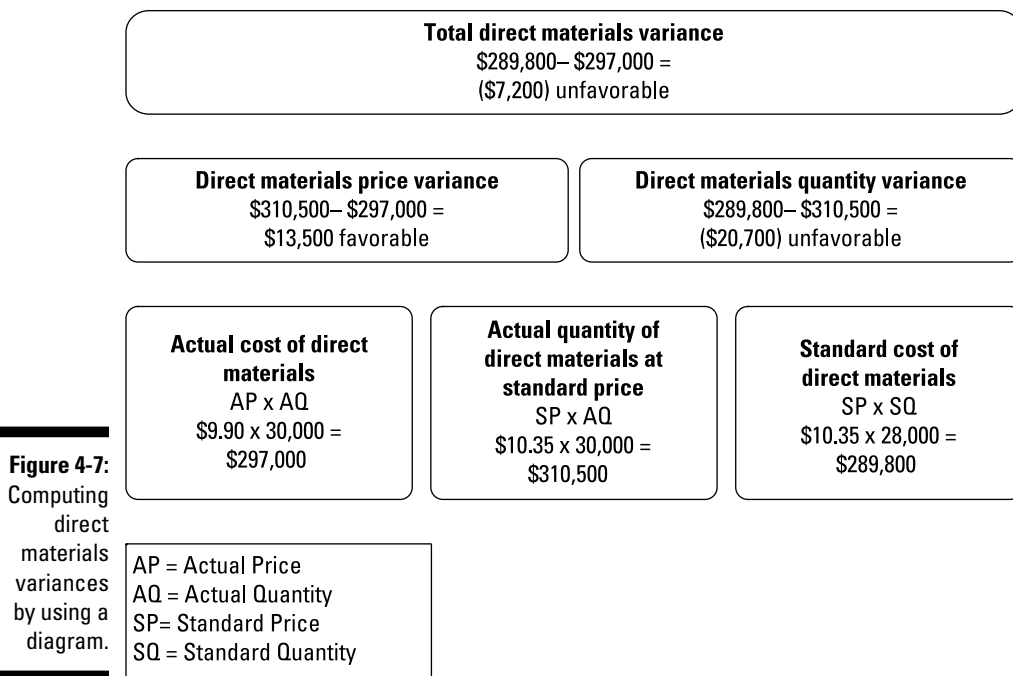 Total direct materials variance
$289,800– $297,000 =
($7,200) unfavorable
Direct materials price variance
$310,500– $297,000 =
$13,500 favorable
Direct materials quantity variance
$289,800– $310,500 =
($20,700) unfavorable
Actual cost of direct
materials
AP x AQ
$9.90 x 30,000 =
$297,000
Actual quantity of
direct materials at
standard price
SP x AQ
$10.35 x 30,000 =
$310,500
Standard cost of
direct materials
SP x SQ
$10.35 x 28,000 =
$289,800
Figure 4-7:
Computing
direct
materials
variances
by using a
diagram.
AP = Actual Price
AQ = Actual Quantity
SP= Standard Price
SQ = Standard Quantity